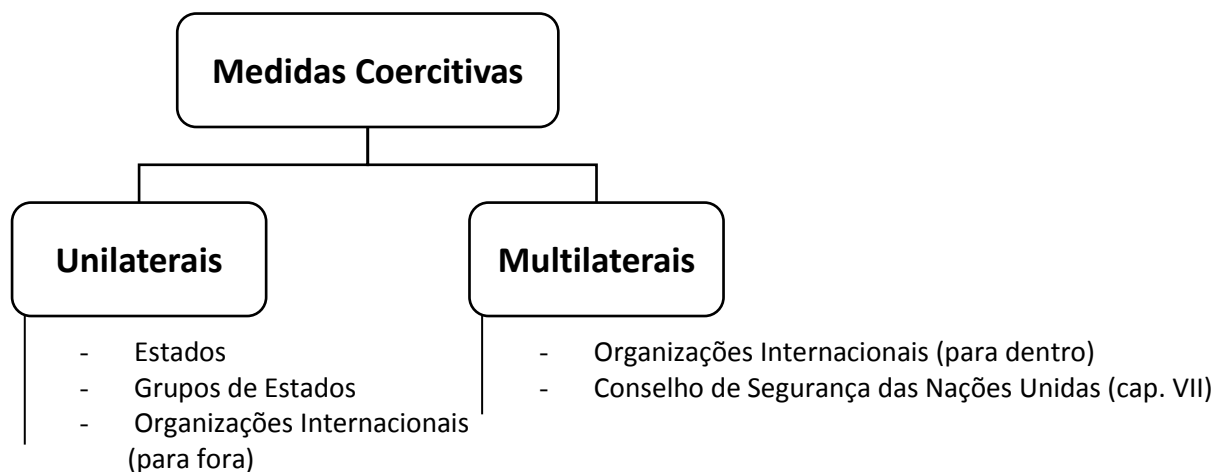 Medidas Coercitivas
Unilaterais
Multilaterais
- Estados
- Grupos de Estados
- Organizações Internacionais
(para fora)
- Organizações Internacionais (para dentro)
- Conselho de Segurança das Nações Unidas (cap. VII)